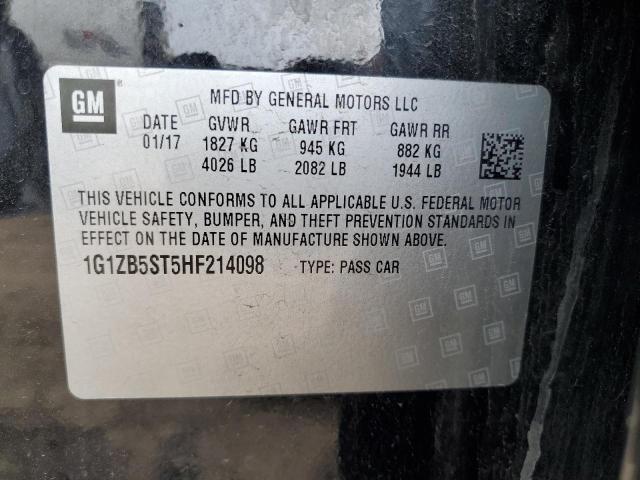 GM ® MFD BY GENERAL MOTORS LLC
DATE GVWR GAWR FRT GAWR RR
01/17 1827 KG 945 KG 882 KG
4026 LB 2082 LB 1944 LB
THIS VEHICLE CONFORMS TO ALL APPLICABLE U.S. FEDERAL MOTOR
VEHICLE SAFETY, BUMPER, AND THEFT PREVENTION STANDARDS IN
EFFECT ON THE DATE OF MANUFACTURE SHOWN ABOVE.
1G1ZB5ST5HF214098 TYPE: PASS CAR